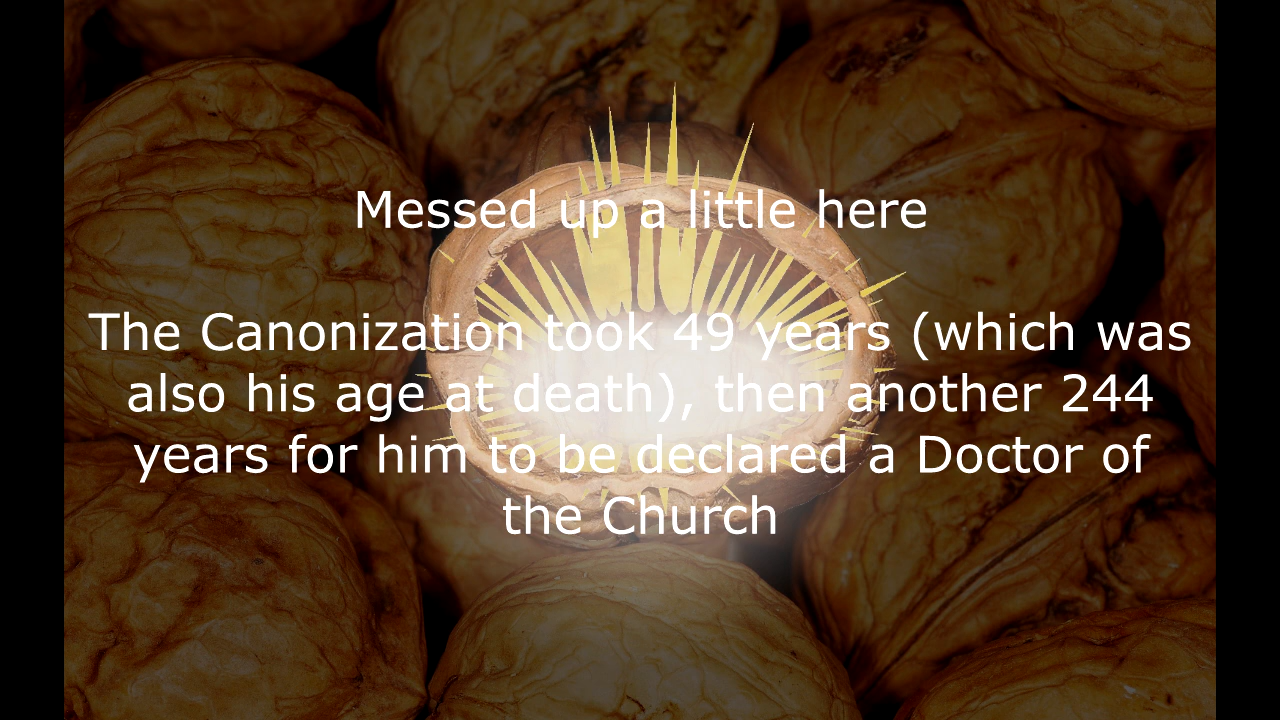 Messed up a little here
The Canonization took 49 years (which was
also his age at death), then another 244
years for him to be declared a Doctor of
the Church